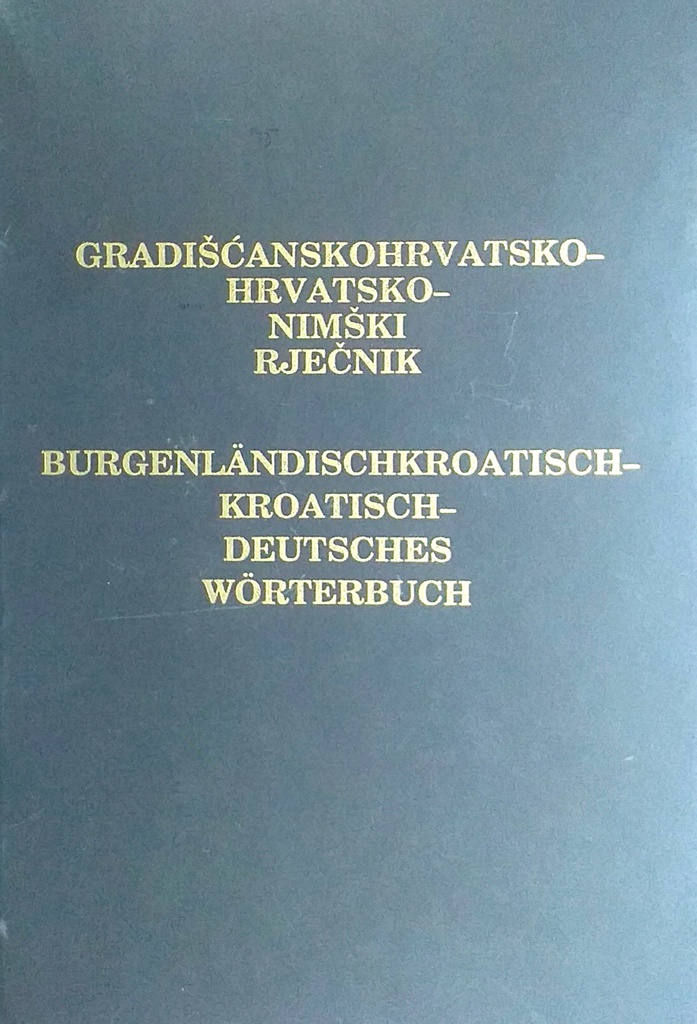 GRADIŠĆANSKOHRVATSKO–
HRVATSKO–
NIMŠKI
RJEČNIK
BURGENLÄNDISCHKROATISCH–
KROATISCH–
DEUTSCHES
WÖRTERBUCH